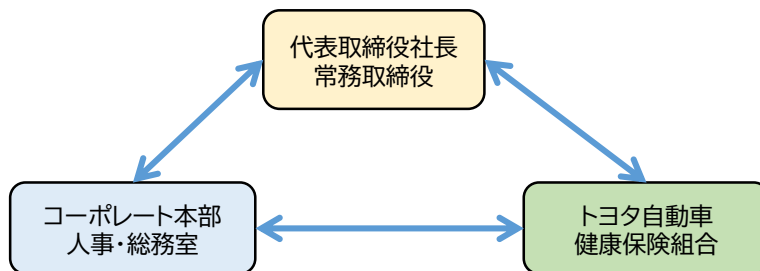 代表取締役社長
常務取締役
コーポレート本部
人事・総務室
トヨタ自動車
健康保険組合